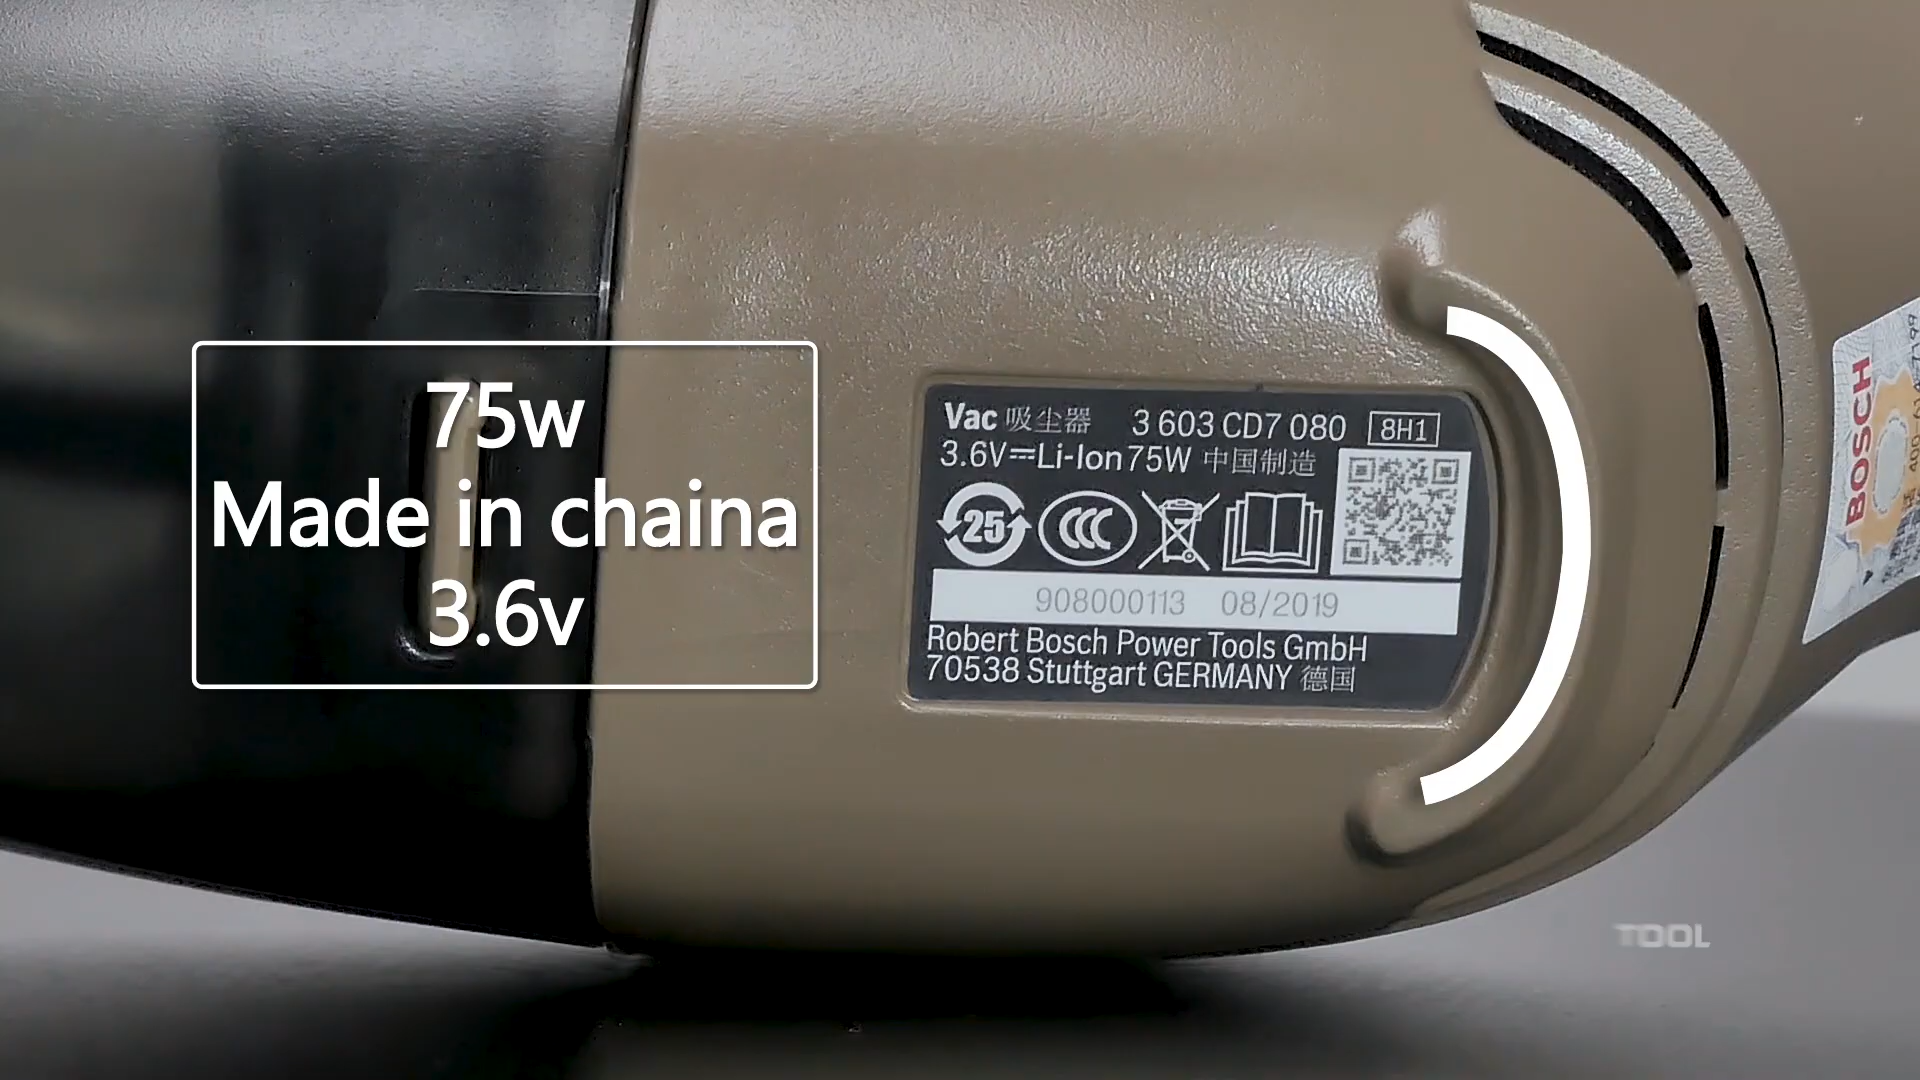 75w
Made in chaina
3.6v
Vac 吸尘器 3 603 CD7 080 8H1
3.6V⎓Li-Ion 75W 中国制造
25 CCC
908000113 08/2019
Robert Bosch Power Tools GmbH
70538 Stuttgart GERMANY 德国
BOSCH
TOOL